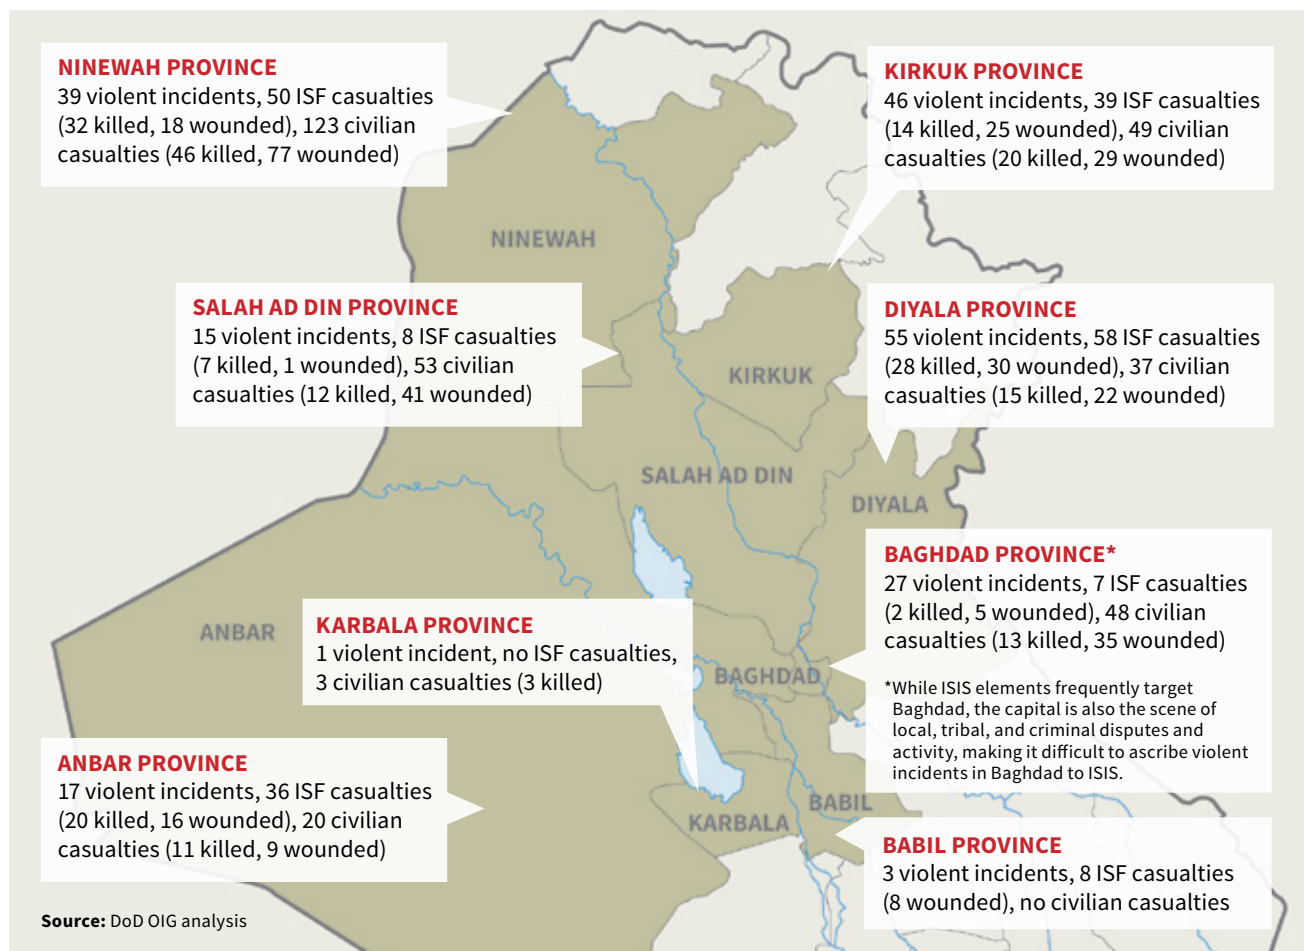 NINEWAH PROVINCE
39 violent incidents, 50 ISF casualties
(32 killed, 18 wounded), 123 civilian
casualties (46 killed, 77 wounded)
KIRKUK PROVINCE
46 violent incidents, 39 ISF casualties
(14 killed, 25 wounded), 49 civilian
casualties (20 killed, 29 wounded)
NINEWAH
SALAH AD DIN PROVINCE
15 violent incidents, 8 ISF casualties
(7 killed, 1 wounded), 53 civilian
casualties (12 killed, 41 wounded)
DIYALA PROVINCE
55 violent incidents, 58 ISF casualties
(28 killed, 30 wounded), 37 civilian
casualties (15 killed, 22 wounded)
KIRKUK
SALAH AD DIN
DIYALA
BAGHDAD PROVINCE*
27 violent incidents, 7 ISF casualties
(2 killed, 5 wounded), 48 civilian
casualties (13 killed, 35 wounded)
*While ISIS elements frequently target
Baghdad, the capital is also the scene of
local, tribal, and criminal disputes and
activity, making it difficult to ascribe violent
incidents in Baghdad to ISIS.
ANBAR
KARBALA PROVINCE
1 violent incident, no ISF casualties,
3 civilian casualties (3 killed)
BAGHDAD
ANBAR PROVINCE
17 violent incidents, 36 ISF casualties
(20 killed, 16 wounded), 20 civilian
casualties (11 killed, 9 wounded)
BABIL
KARBALA
BABIL PROVINCE
3 violent incidents, 8 ISF casualties
(8 wounded), no civilian casualties
Source: DoD OIG analysis